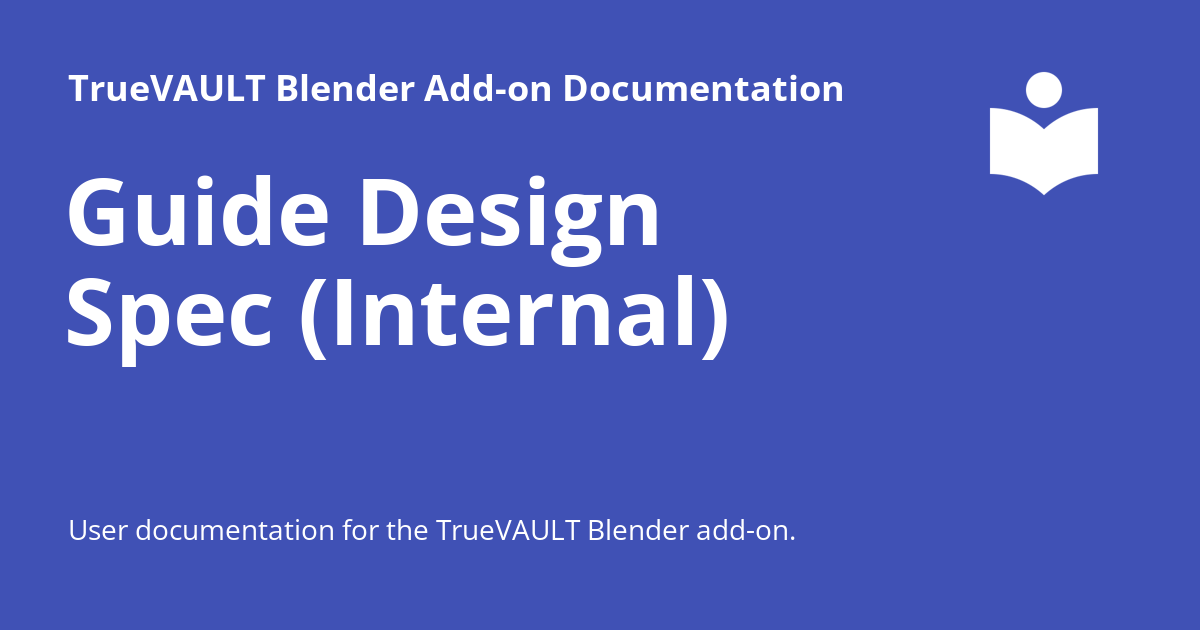 TrueVAULT Blender Add-on Documentation
Guide Design
Spec (Internal)
User documentation for the TrueVAULT Blender add-on.